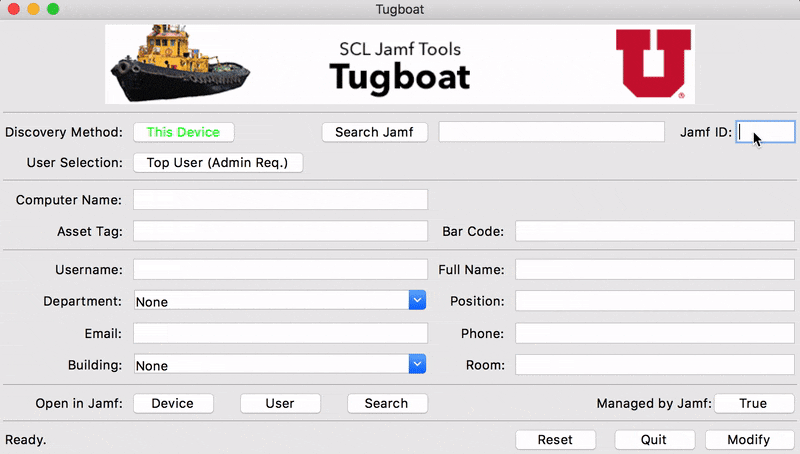 Tugboat
SCL Jamf Tools
Tugboat
U
®
Discovery Method: This Device Search Jamf Jamf ID:
User Selection: Top User (Admin Req.)
Computer Name:
Asset Tag: Bar Code:
Username: Full Name:
Department: None Position:
Email: Phone:
Building: None Room:
Open in Jamf: Device User Search Managed by Jamf: True
Ready. Reset Quit Modify